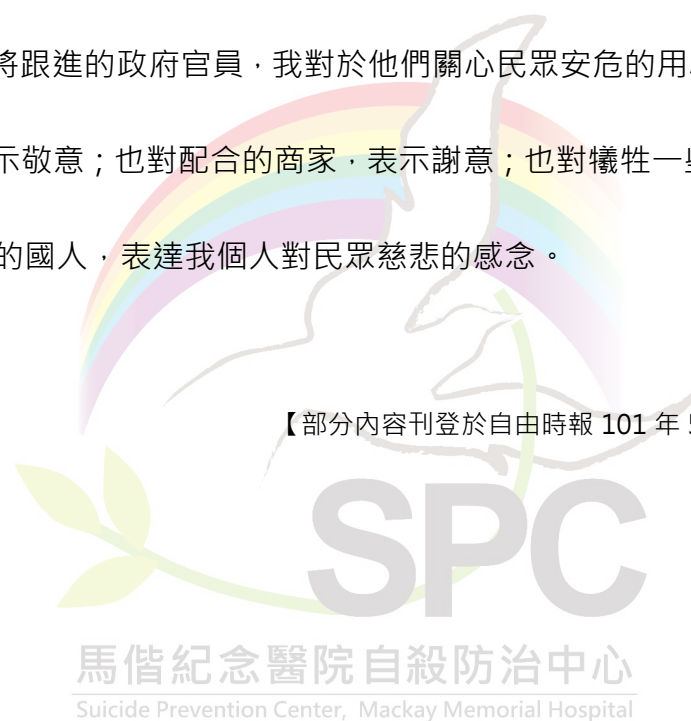 將跟進的政府官員，我對於他們關心民眾安危的用
示敬意；也對配合的商家，表示謝意；也對犧牲一些
的國人，表達我個人對民眾慈悲的感念。
【部分內容刊登於自由時報 101 年 5
SPC
馬偕紀念醫院自殺防治中心
Suicide Prevention Center, Mackay Memorial Hospital